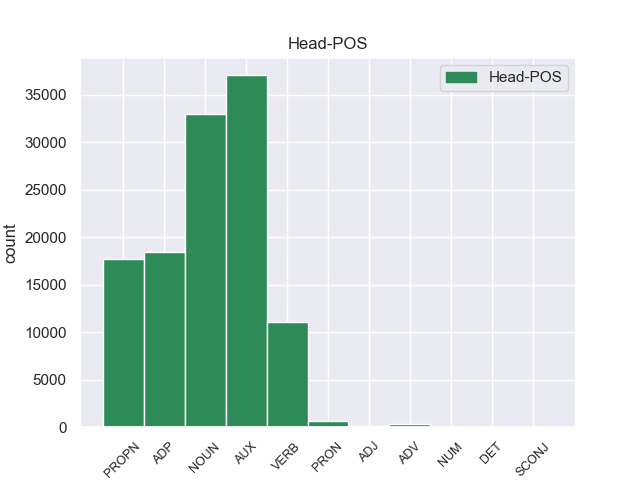 Head-POS
Head-POS
count
35000
30000
25000
20000
15000
10000
5000
0
PROPN ADP NOUN AUX VERB PRON ADJ ADV NUM DET SCONJ